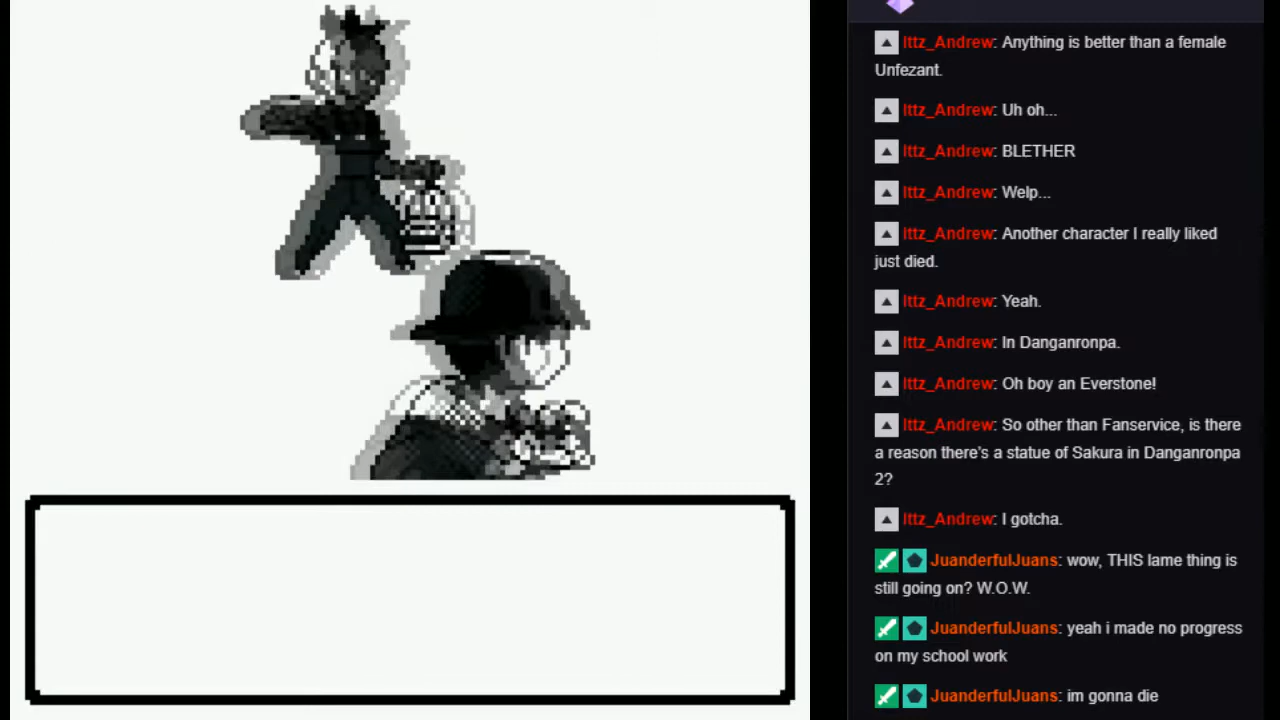 Ittz_Andrew: Anything is better than a female
Unfezant.
Ittz_Andrew: Uh oh...
Ittz_Andrew: BLETHER
Ittz_Andrew: Welp...
Ittz_Andrew: Another character I really liked
just died.
Ittz_Andrew: Yeah.
Ittz_Andrew: In Danganronpa.
Ittz_Andrew: Oh boy an Everstone!
Ittz_Andrew: So other than Fanservice, is there
a reason there's a statue of Sakura in Danganronpa
2?
Ittz_Andrew: I gotcha.
JuanderfulJuans: wow, THIS lame thing is
still going on? W.O.W.
JuanderfulJuans: yeah i made no progress
on my school work
JuanderfulJuans: im gonna die